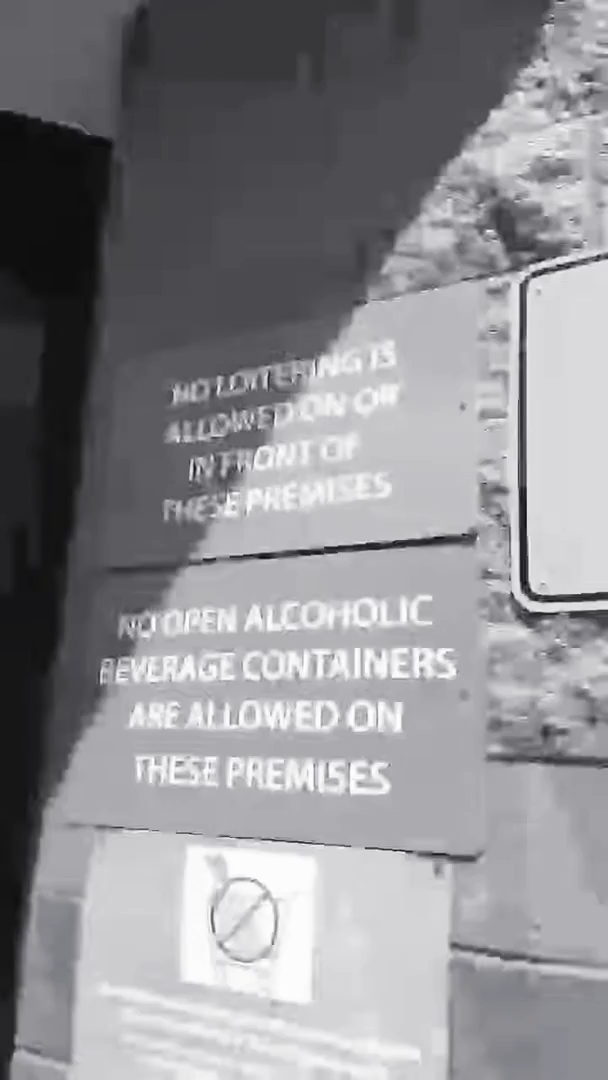 NO LOITERING IS
ALLOWED ON OR
IN FRONT OF
THESE PREMISES
NO OPEN ALCOHOLIC
BEVERAGE CONTAINERS
ARE ALLOWED ON
THESE PREMISES